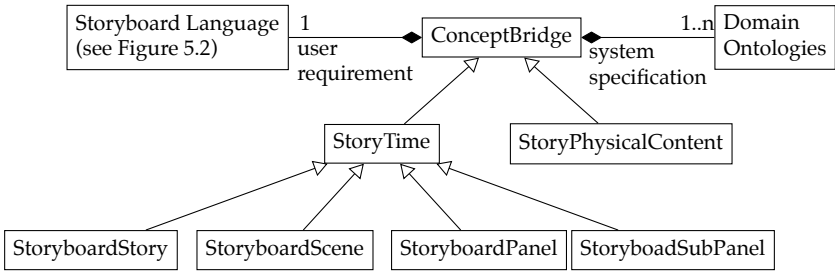 Storyboard Language
(see Figure 5.2)
1
user
requirement
ConceptBridge
system
specification
1..n
Domain
Ontologies
StoryTime
StoryPhysicalContent
StoryboardStory
StoryboardScene
StoryboardPanel
StoryboadSubPanel